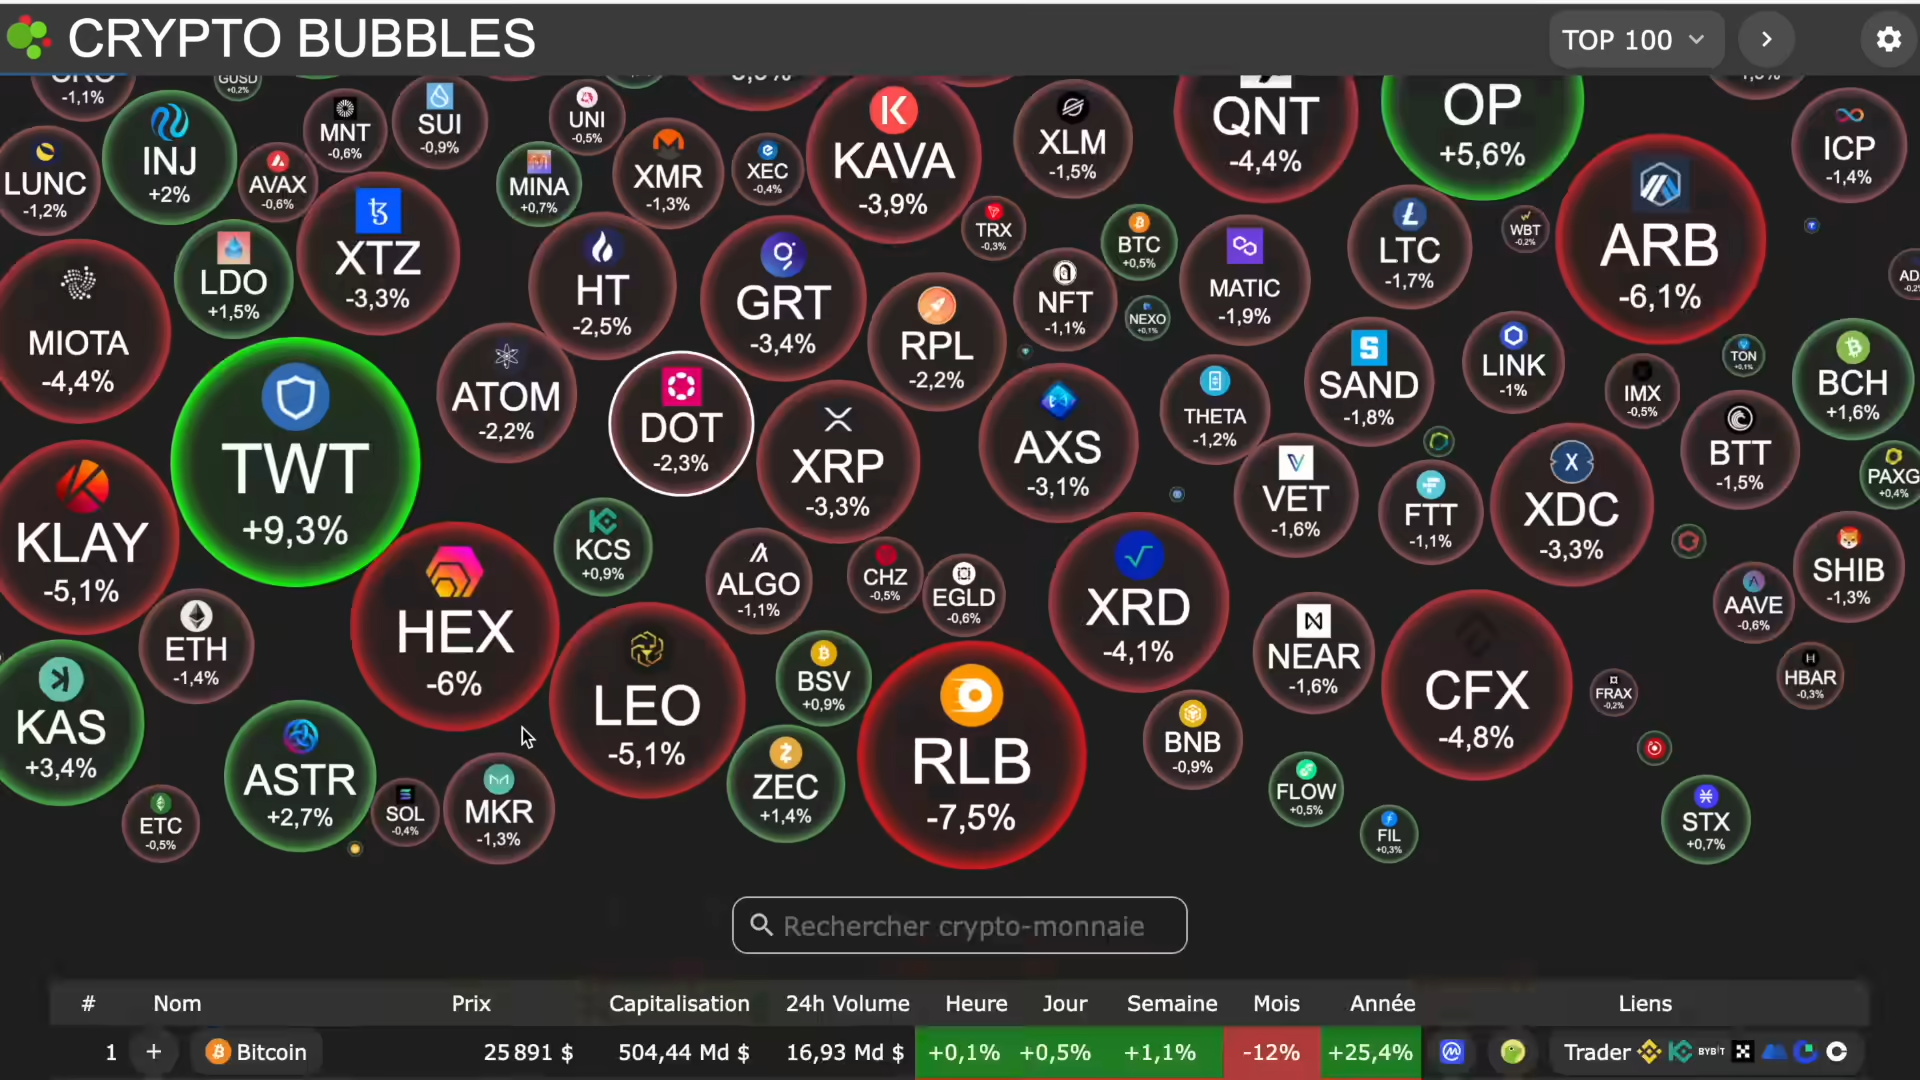 CRYPTO BUBBLES
TOP 100
-1,1%
GUSD
+0,2%
INJ
+2%
MNT
-0,6%
SUI
-0,9%
UNI
-0,5%
MINA
+0,7%
XMR
-1,3%
XEC
-0,4%
KAVA
-3,9%
XLM
-1,5%
QNT
-4,4%
OP
+5,6%
ICP
-1,4%
LUNC
-1,2%
AVAX
-0,6%
XTZ
-3,3%
LDO
+1,5%
HT
-2,5%
GRT
-3,4%
TRX
-0,3%
BTC
+0,5%
NFT
-1,1%
NEXO
+0,1%
MATIC
-1,9%
LTC
-1,7%
WBT
-0,2%
ARB
-6,1%
MIOTA
-4,4%
TWT
+9,3%
ATOM
-2,2%
DOT
-2,3%
XRP
-3,3%
RPL
-2,2%
AXS
-3,1%
THETA
-1,2%
SAND
-1,8%
LINK
-1%
IMX
-0,5%
TON
+0,1%
BCH
+1,6%
BTT
-1,5%
PAXG
+0,4%
KLAY
-5,1%
HEX
-6%
KCS
+0,9%
ALGO
-1,1%
CHZ
-0,5%
EGLD
-0,6%
XRD
-4,1%
VET
-1,6%
FTT
-1,1%
XDC
-3,3%
SHIB
-1,3%
AAVE
-0,6%
ETH
-1,4%
KAS
+3,4%
LEO
-5,1%
BSV
+0,9%
RLB
-7,5%
NEAR
-1,6%
CFX
-4,8%
FRAX
-0,2%
HBAR
-0,3%
ETC
-0,5%
ASTR
+2,7%
SOL
-0,4%
MKR
-1,3%
ZEC
+1,4%
BNB
-0,9%
FLOW
+0,5%
FIL
+0,3%
STX
+0,7%
Rechercher crypto-monnaie
# Nom Prix Capitalisation 24h Volume Heure Jour Semaine Mois Année Liens
1 + Bitcoin 25 891 $ 504,44 Md $ 16,93 Md $ +0,1% +0,5% +1,1% -12% +25,4% Trader BYBIT